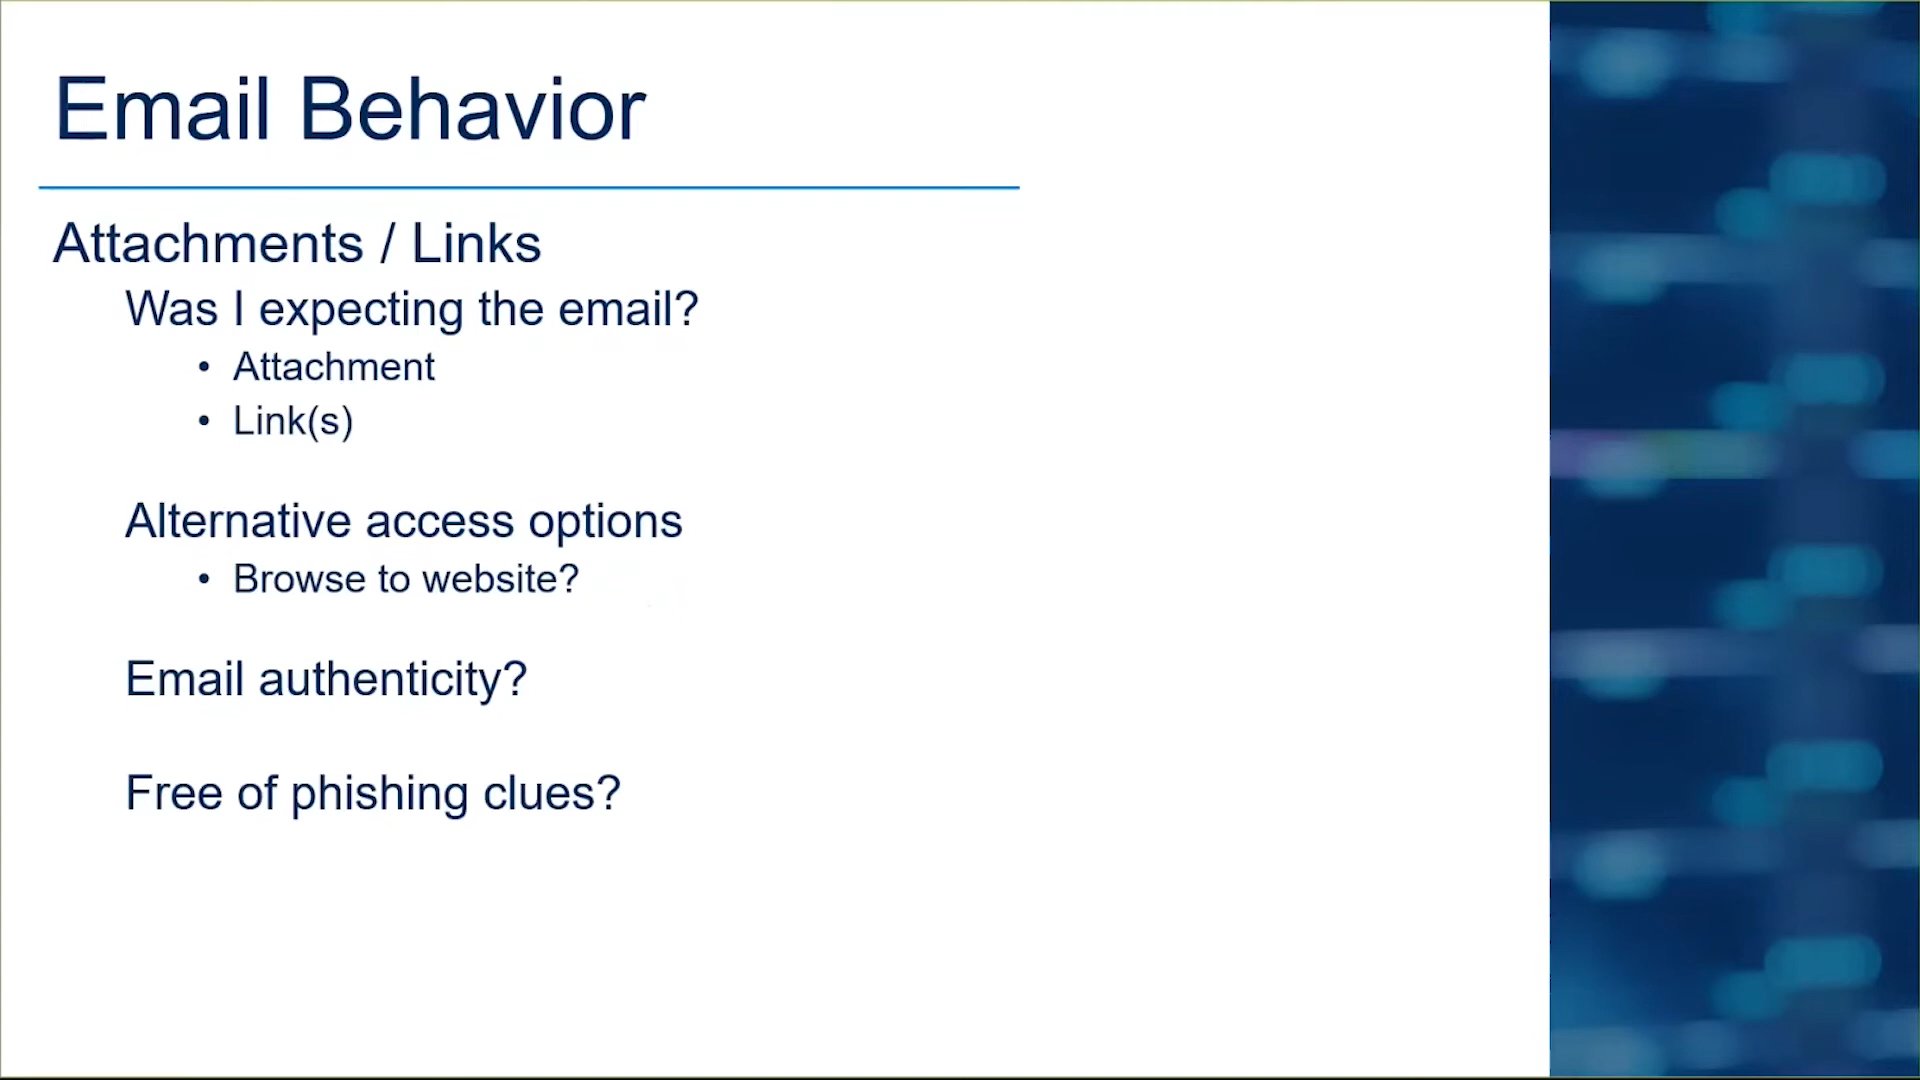 Email Behavior
Attachments / Links
Was I expecting the email?
• Attachment
• Link(s)
Alternative access options
• Browse to website?
Email authenticity?
Free of phishing clues?